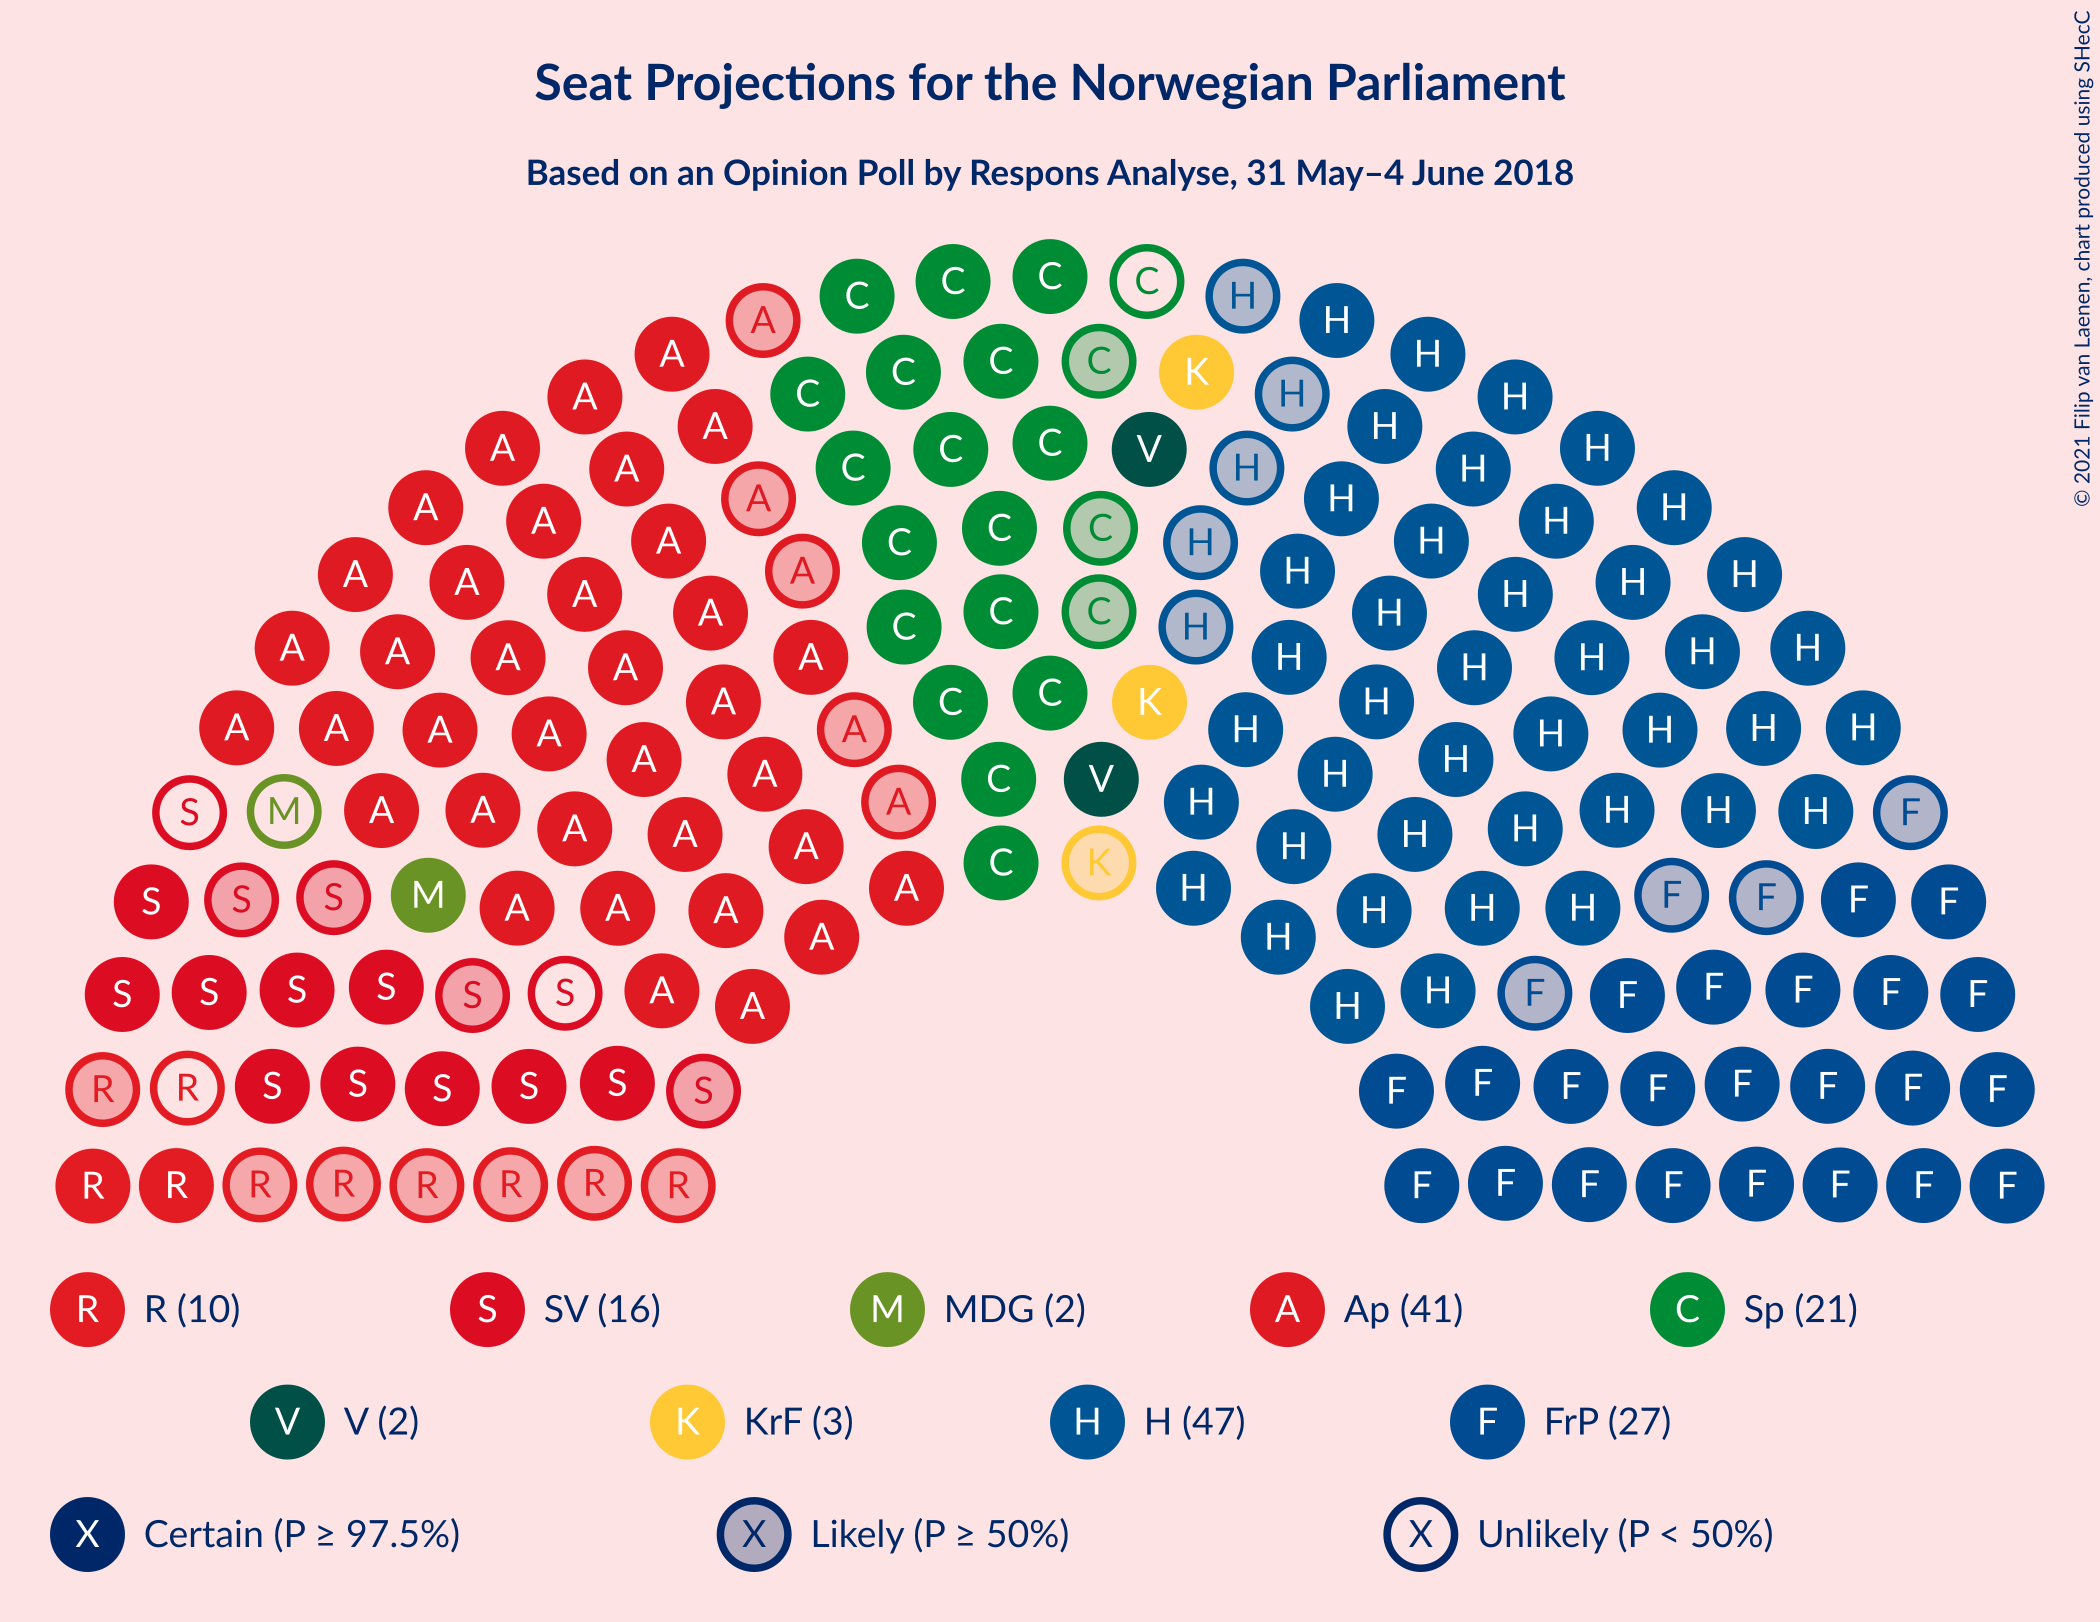 Seat Projections for the Norwegian Parliament
Based on an Opinion Poll by Respons Analyse, 31 May–4 June 2018
© 2021 Filip van Laenen, chart produced using SHecC
C C C C H
A H
A C C C K H
A H H
A C C C V H H
A A H H
A A C C C H H
A A H H
A A A C C C H H H
A A H H
A A A A C C K H H H H
A A A A C V H H H H
S M A A A A A A C K H H H H H H F
S S S M A A A A A H H H H F F F F
S S S S S S A A H H F F F F F F
R R S S S S S S F F F F F F F F
R R R R R R R R F F F F F F F F
R R (10) S SV (16) M MDG (2) A Ap (41) C Sp (21)
V V (2) K KrF (3) H H (47) F FrP (27)
X Certain (P ≥ 97.5%) X Likely (P ≥ 50%) X Unlikely (P < 50%)